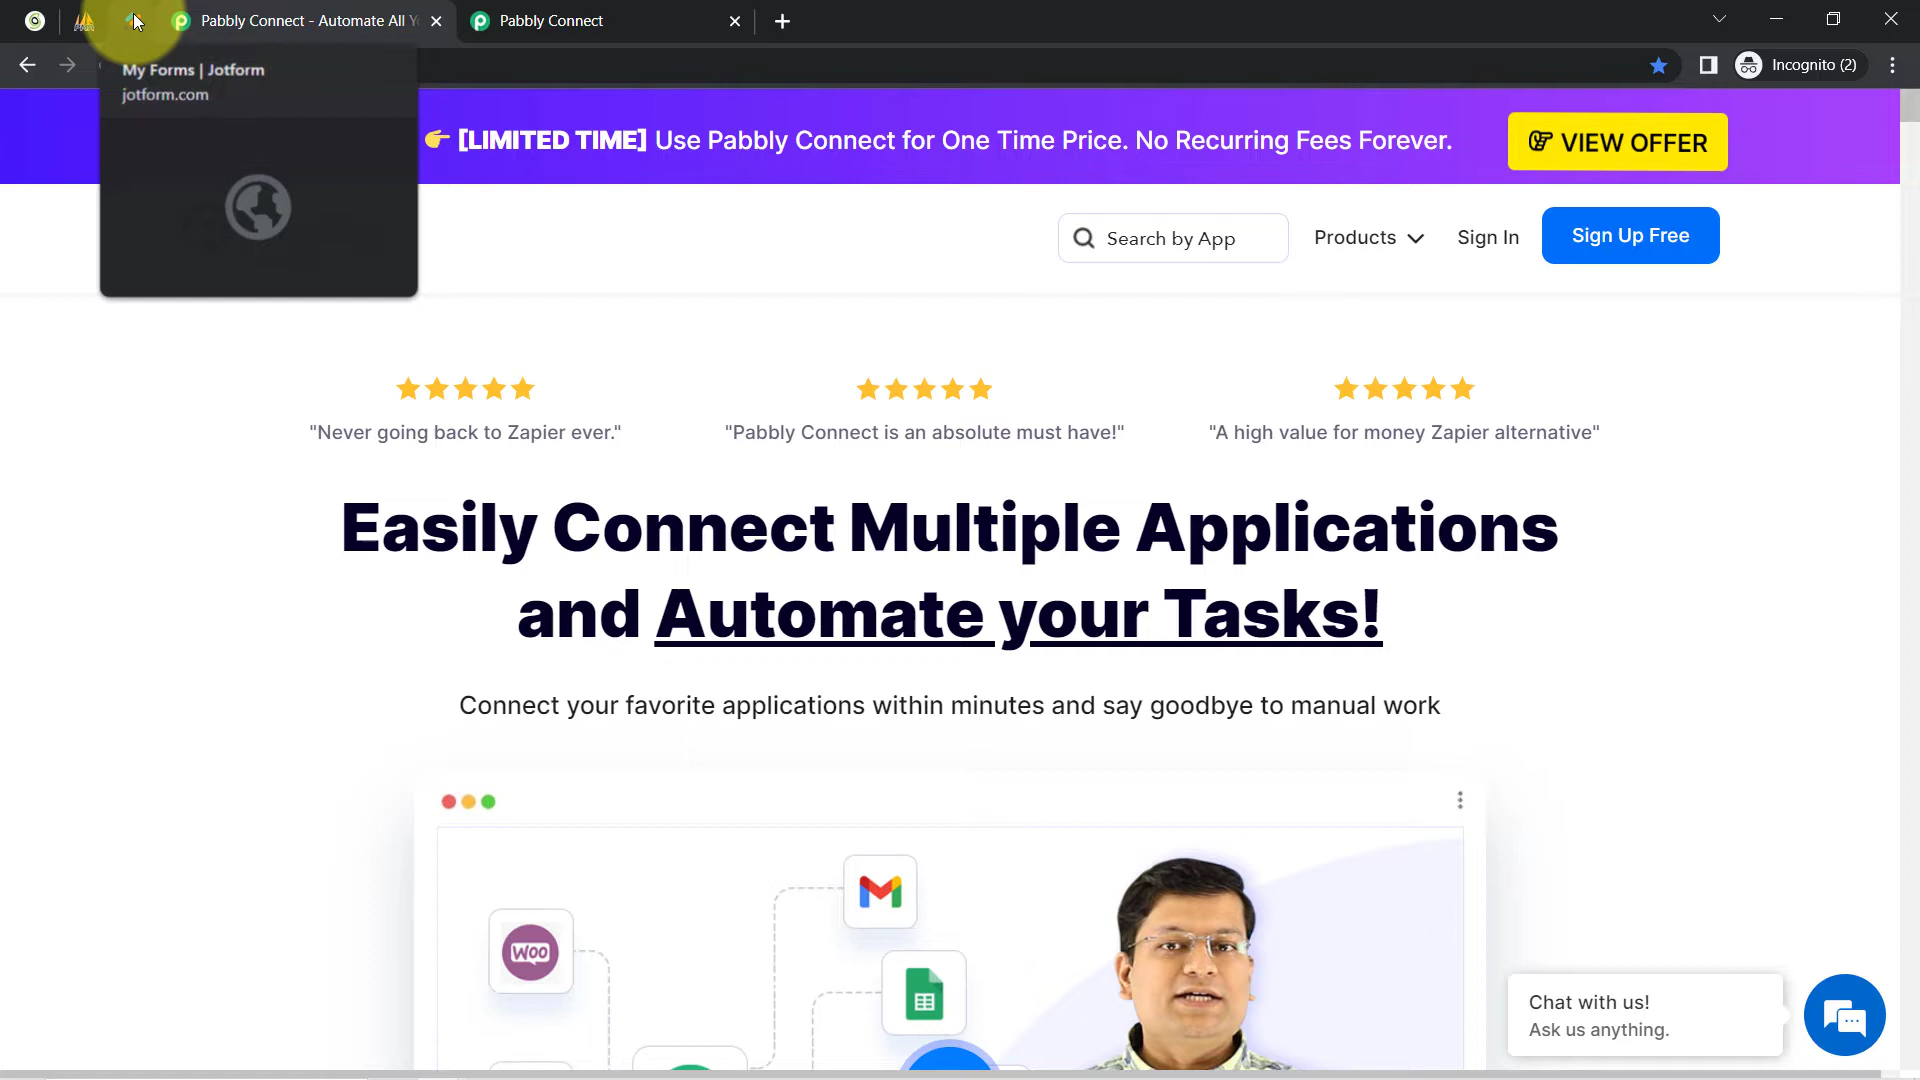 Pabbly Connect - Automate All Y
Pabbly Connect
Incognito (2)
My Forms | Jotform
jotform.com
[LIMITED TIME] Use Pabbly Connect for One Time Price. No Recurring Fees Forever.
VIEW OFFER
Search by App
Products
Sign In
Sign Up Free
"Never going back to Zapier ever."
"Pabbly Connect is an absolute must have!"
"A high value for money Zapier alternative"
Easily Connect Multiple Applications
and Automate your Tasks!
Connect your favorite applications within minutes and say goodbye to manual work
Woo
Chat with us!
Ask us anything.